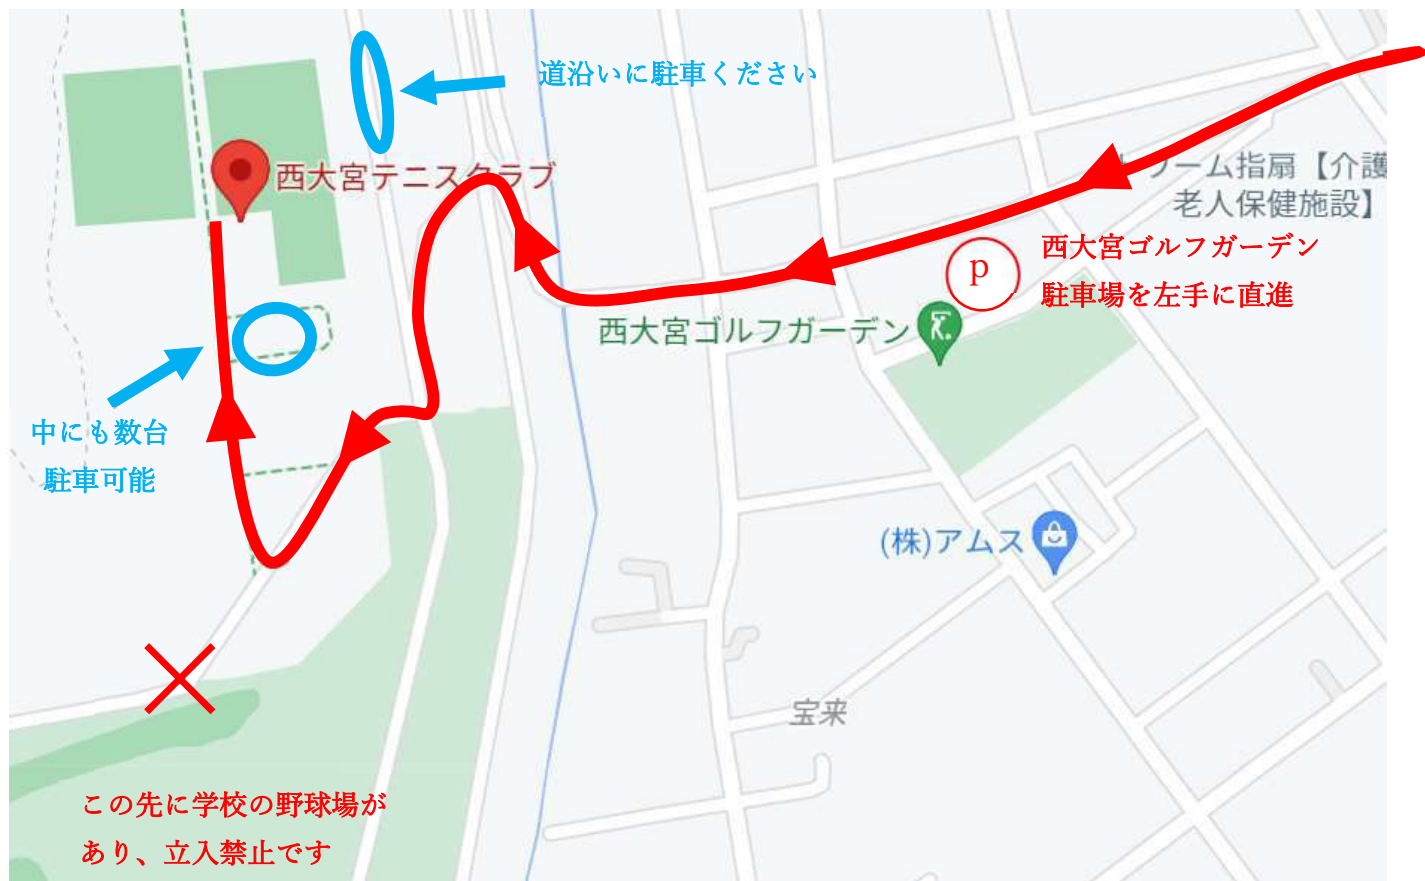 道沿いに駐車ください
西大宮テニスクラブ
ーム指扇【介護
老人保健施設】
p
西大宮ゴルフガーデン
駐車場を左手に直進
西大宮ゴルフガーデン
中にも数台
駐車可能
(株)アムス
宝来
この先に学校の野球場が
あり、立入禁止です